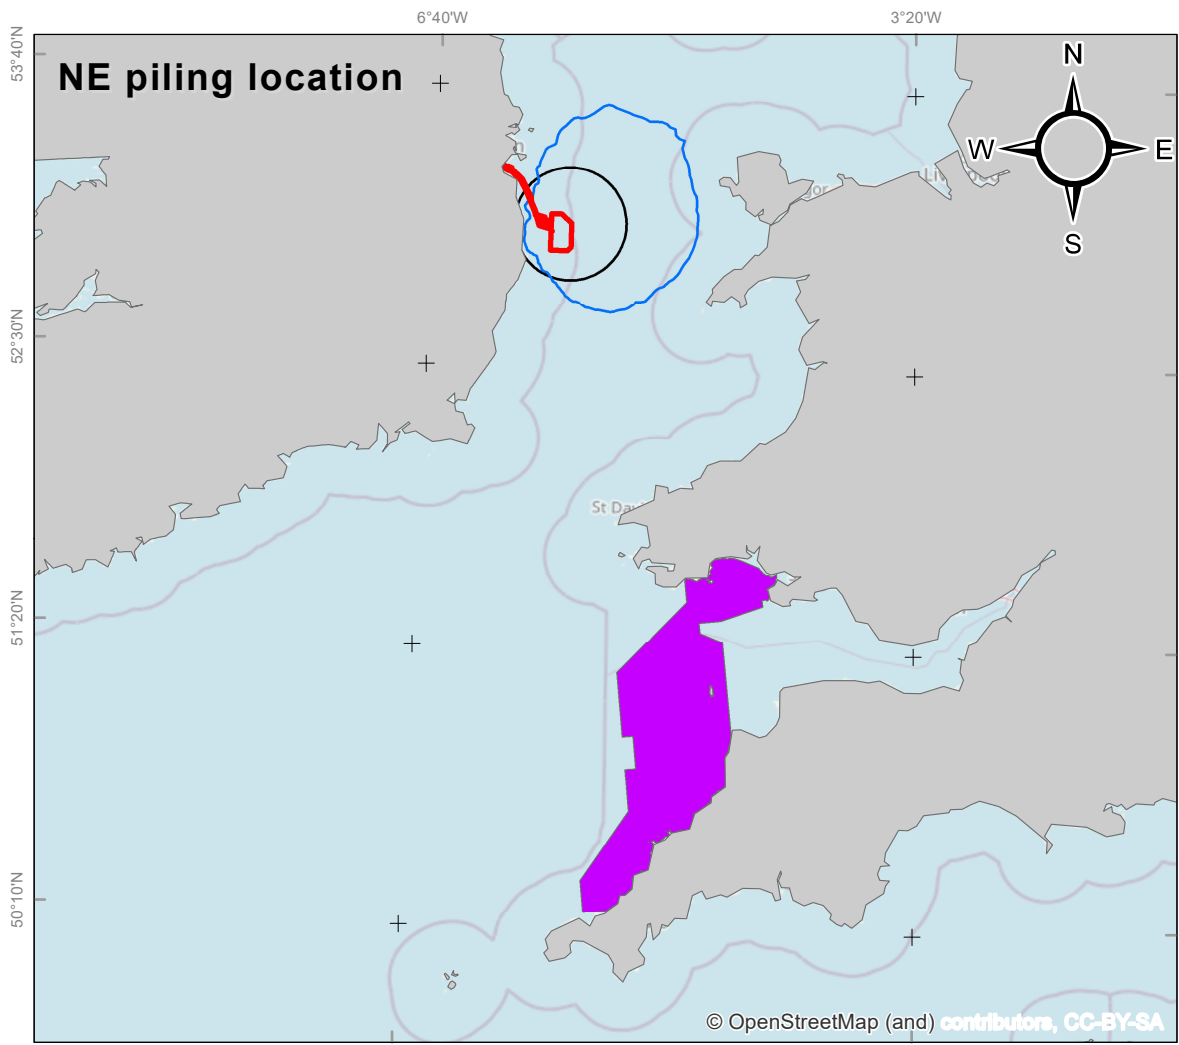 6°40'W
3°20'W
53°40'N
NE piling location
N
W
E
S
52°30'N
St Da
51°20'N
50°10'N
© OpenStreetMap (and) contributors, CC-BY-SA